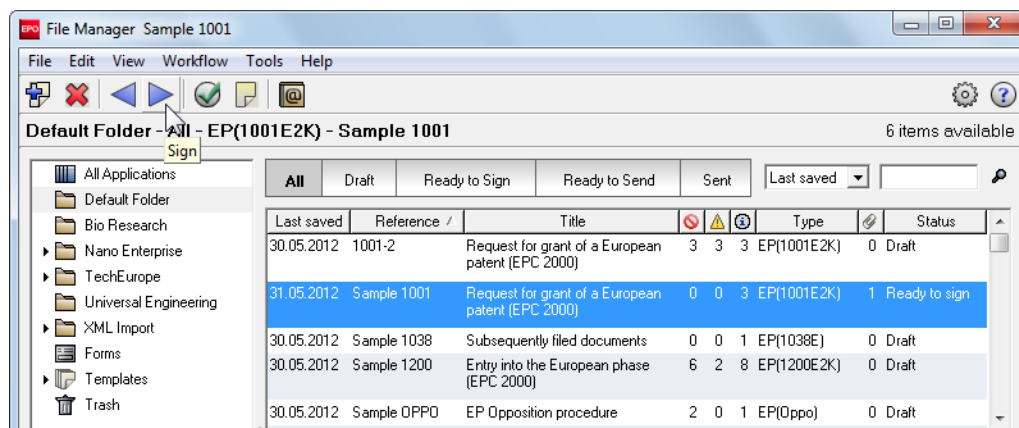 EPO File Manager Sample 1001
File Edit View Workflow Tools Help
Default Folder - All - EP(1001E2K) - Sample 1001 6 items available
Sign
All Applications
Default Folder
Bio Research
Nano Enterprise
TechEurope
Universal Engineering
XML Import
Forms
Templates
Trash
All Draft Ready to Sign Ready to Send Sent Last saved
Last saved Reference / Title Type Status
30.05.2012 1001-2 Request for grant of a European 3 3 3 EP(1001E2K) 0 Draft
patent (EPC 2000)
31.05.2012 Sample 1001 Request for grant of a European 0 0 3 EP(1001E2K) 1 Ready to sign
patent (EPC 2000)
30.05.2012 Sample 1038 Subsequently filed documents 0 0 1 EP(1038E) 0 Draft
30.05.2012 Sample 1200 Entry into the European phase 6 2 8 EP(1200E2K) 0 Draft
(EPC 2000)
30.05.2012 Sample OPPO EP Opposition procedure 2 0 1 EP(Oppo) 0 Draft